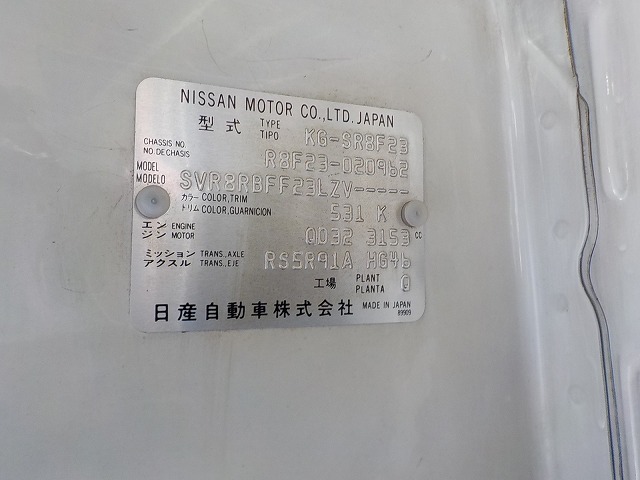 NISSAN MOTOR CO.,LTD. JAPAN
型式 TYPE TIPO KG-SR8F23
CHASSIS NO. NO.DE CHASIS R8F23-020962
MODEL MODELO SVR8RBFF23LZV-----
カラー COLOR,TRIM トリム COLOR,GUARNICION 531 K
エンジン ENGINE MOTOR QD32 3153 cc
ミッション TRANS.,AXLE アクスル TRANS.,EJE RS5R91A HG46
工場 PLANT PLANTA Q
日産自動車株式会社 MADE IN JAPAN
89909